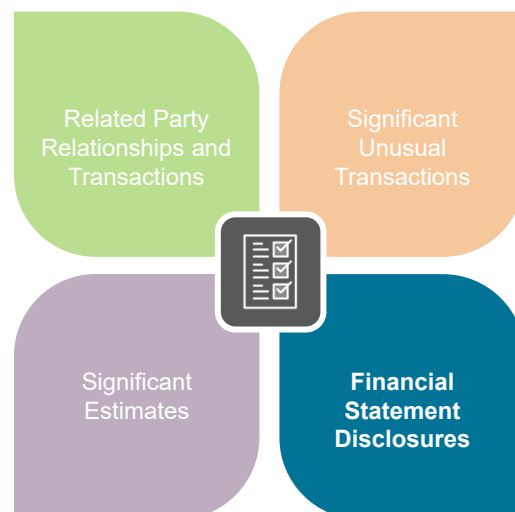 Related Party
Relationships and
Transactions
Significant
Unusual
Transactions
Significant
Estimates
Financial
Statement
Disclosures